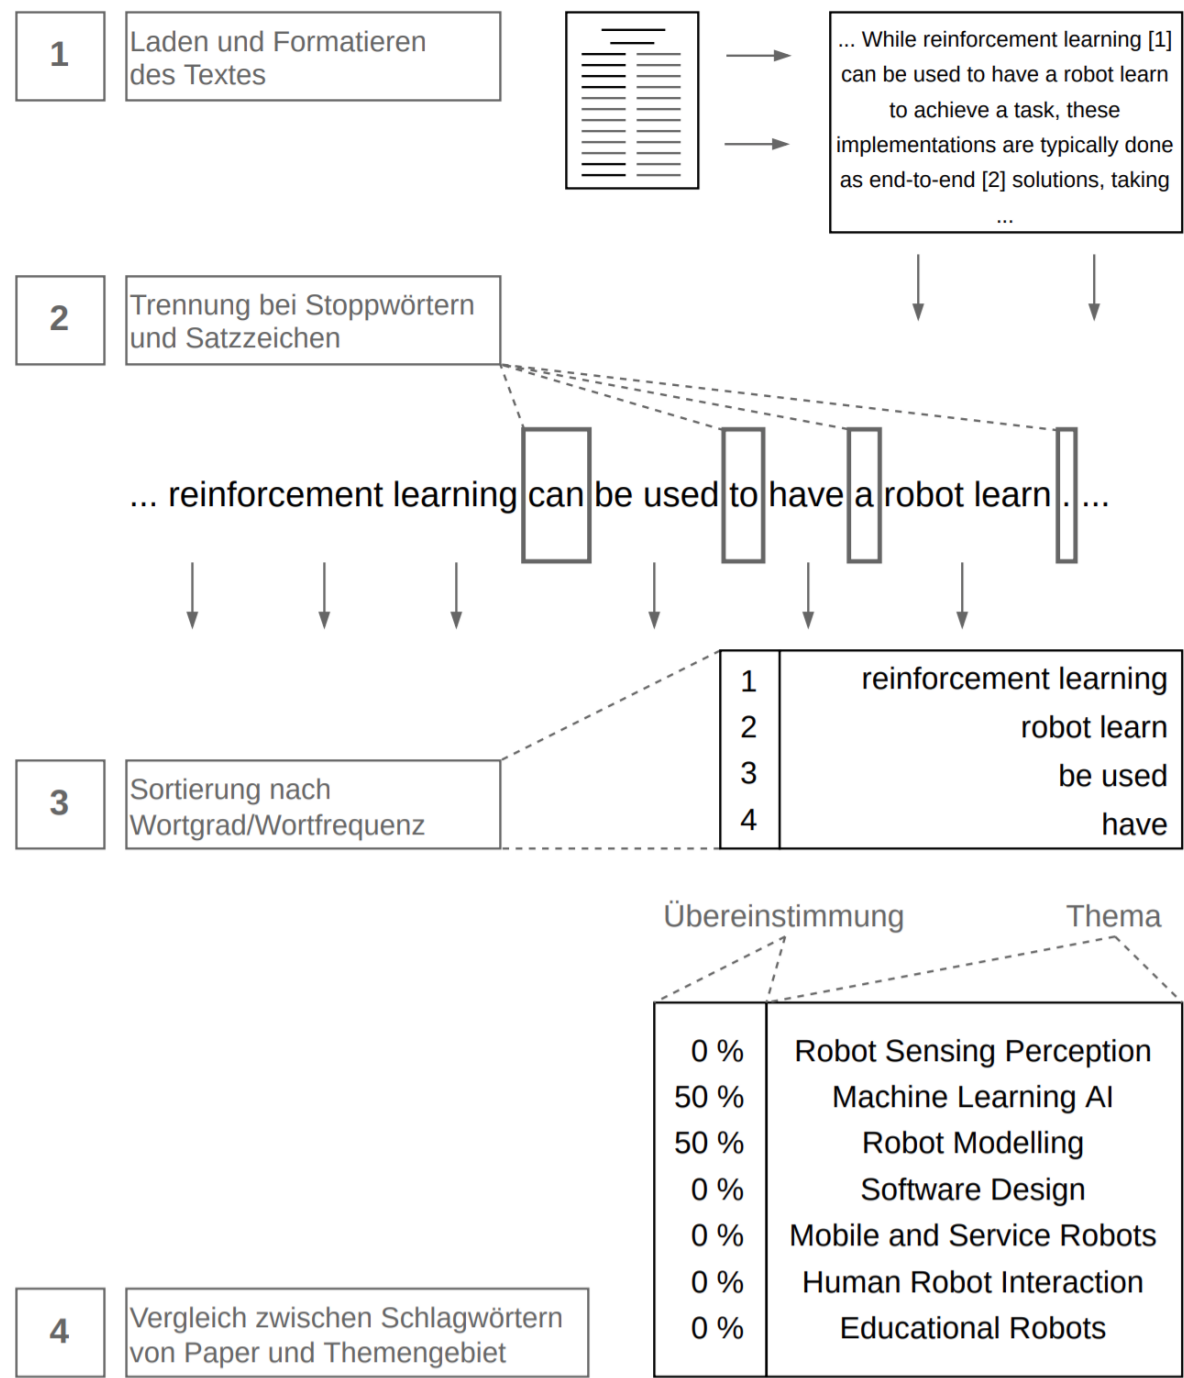 1
Laden und Formatieren
des Textes
... While reinforcement learning [1]
can be used to have a robot learn
to achieve a task, these
implementations are typically done
as end-to-end [2] solutions, taking
...
2
Trennung bei Stoppwörtern
und Satzzeichen
... reinforcement learning can be used to have a robot learn . ...
3
Sortierung nach
Wortgrad/Wortfrequenz
1 reinforcement learning
2 robot learn
3 be used
4 have
Übereinstimmung Thema
0 % Robot Sensing Perception
50 % Machine Learning AI
50 % Robot Modelling
0 % Software Design
0 % Mobile and Service Robots
0 % Human Robot Interaction
0 % Educational Robots
4
Vergleich zwischen Schlagwörtern
von Paper und Themengebiet